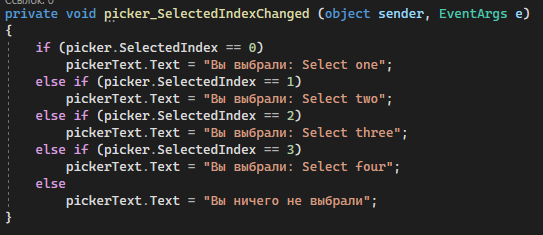 Ссылок: 0
private void picker_SelectedIndexChanged (object sender, EventArgs e)
{
    if (picker.SelectedIndex == 0)
        pickerText.Text = "Вы выбрали: Select one";
    else if (picker.SelectedIndex == 1)
        pickerText.Text = "Вы выбрали: Select two";
    else if (picker.SelectedIndex == 2)
        pickerText.Text = "Вы выбрали: Select three";
    else if (picker.SelectedIndex == 3)
        pickerText.Text = "Вы выбрали: Select four";
    else
        pickerText.Text = "Вы ничего не выбрали";
}